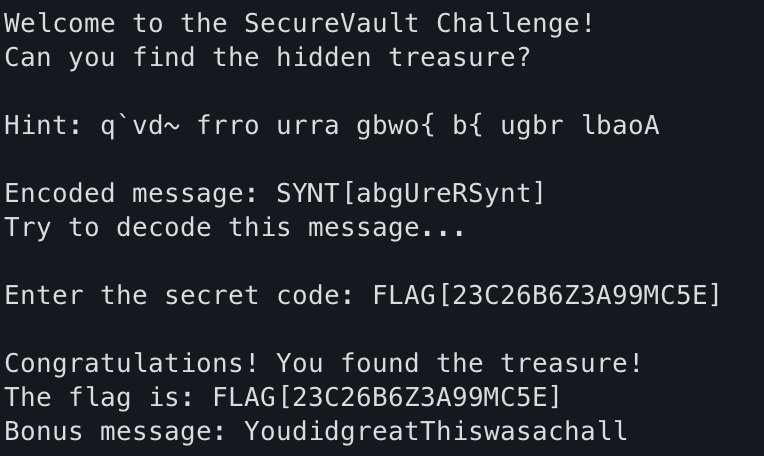 Welcome to the SecureVault Challenge!
Can you find the hidden treasure?
Hint: q`vd~ frro urra gbwo{ b{ ugbr lbaoA
Encoded message: SYNT[abgUreRSynt]
Try to decode this message...
Enter the secret code: FLAG[23C26B6Z3A99MC5E]
Congratulations! You found the treasure!
The flag is: FLAG[23C26B6Z3A99MC5E]
Bonus message: YoudidgreatThiswasachall